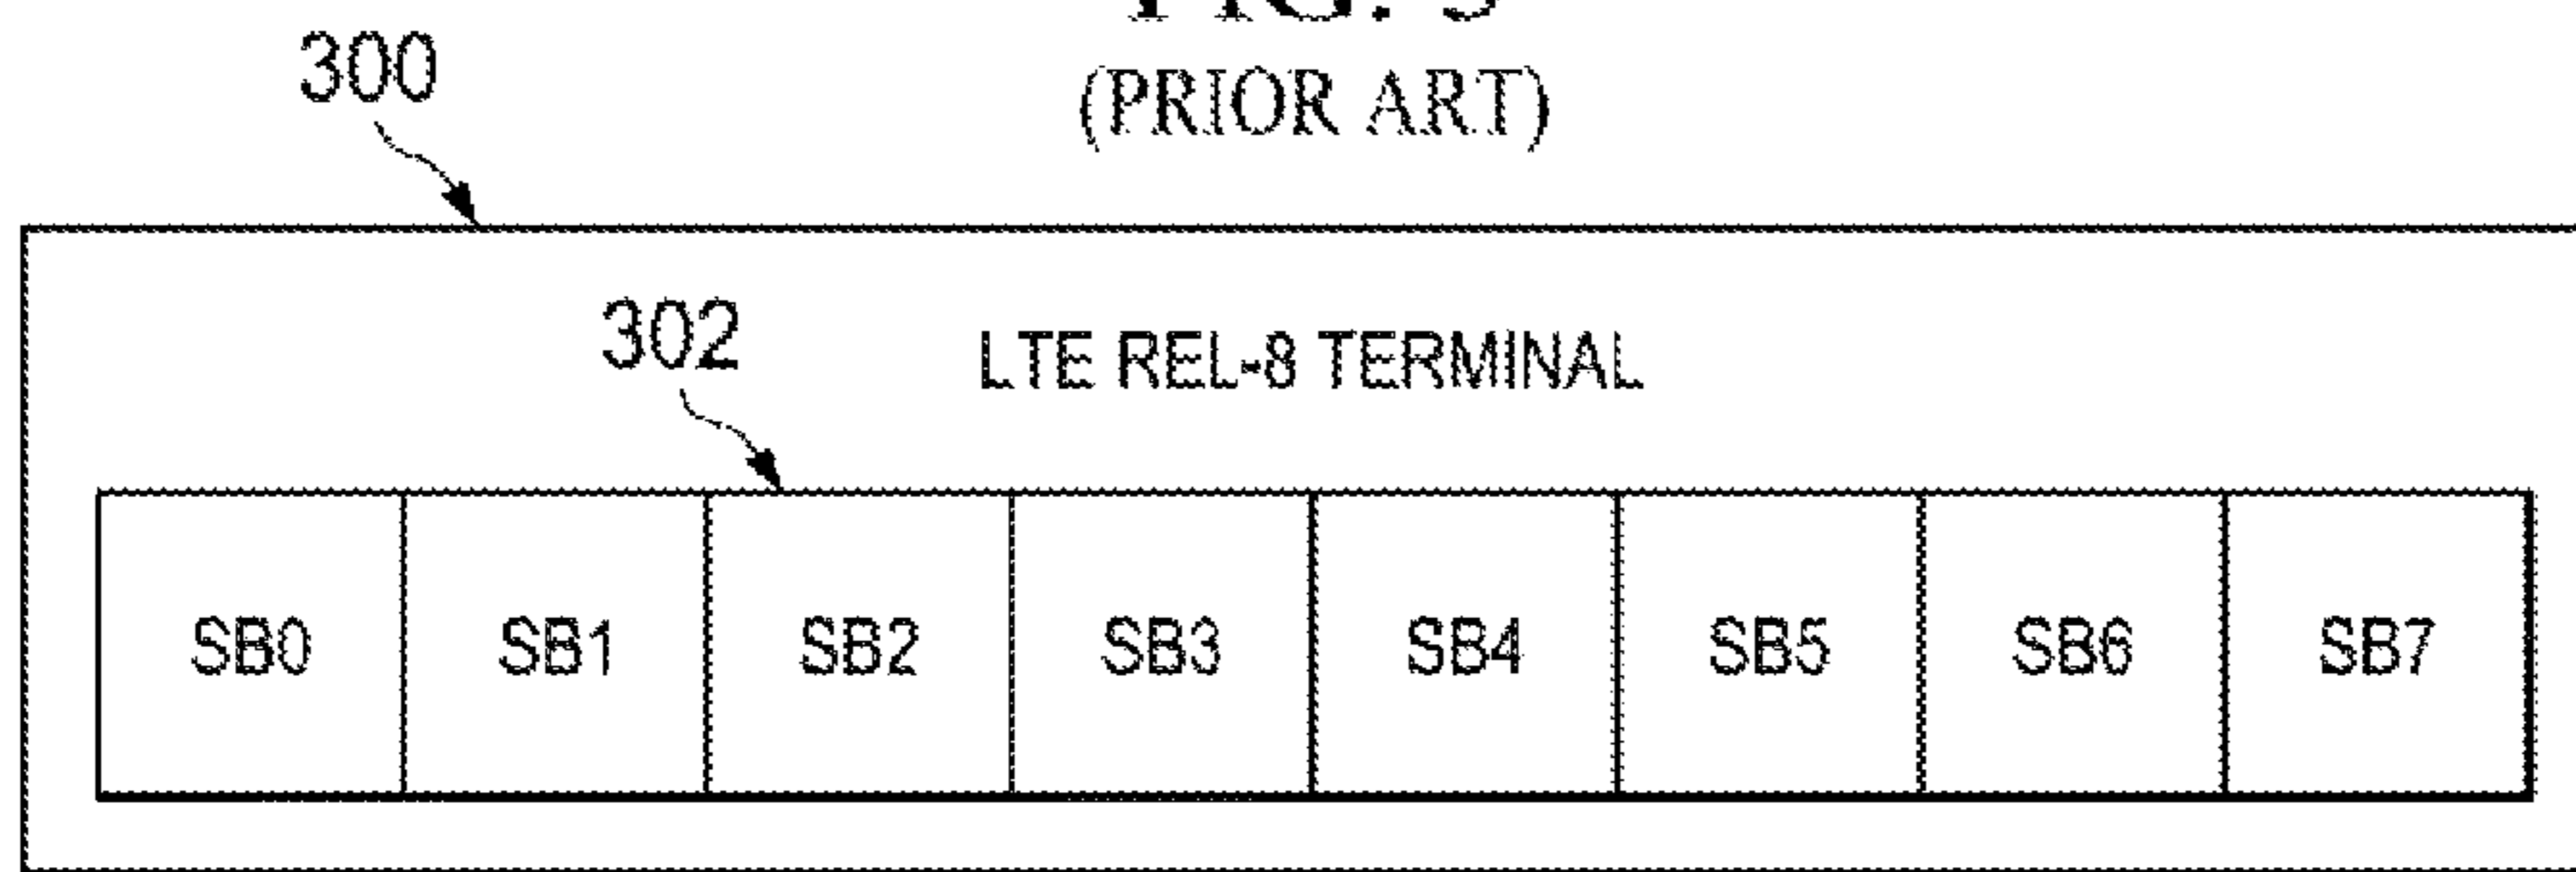 (PRIOR ART)
300
302
LTE REL-8 TERMINAL
SB0 SB1 SB2 SB3 SB4 SB5 SB6 SB7